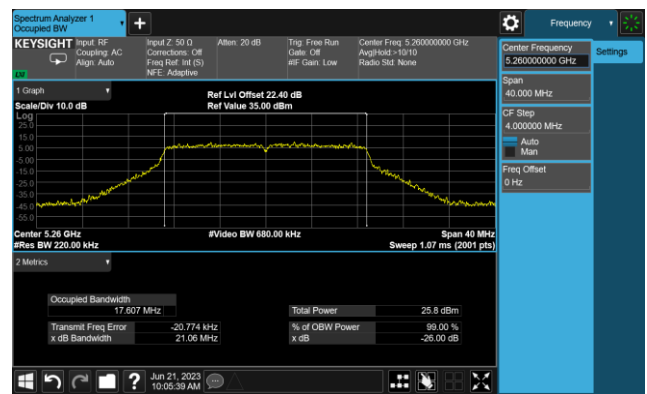 Spectrum Analyzer 1
Occupied BW
Frequency
KEYSIGHT
Input: RF
Coupling: AC
Align: Auto
Input Z: 50 Ω
Corrections: Off
Freq Ref: Int (S)
NFE: Adaptive
Atten: 20 dB
Trig: Free Run
Gate: Off
#IF Gain: Low
Center Freq: 5.260000000 GHz
Avg|Hold:>10/10
Radio Std: None
LXI
1 Graph
Scale/Div 10.0 dB
Ref Lvl Offset 22.40 dB
Ref Value 35.00 dBm
Log
25.0
15.0
5.00
-5.00
-15.0
-25.0
-35.0
-45.0
-55.0
Center 5.26 GHz
#Res BW 220.00 kHz
#Video BW 680.00 kHz
Span 40 MHz
Sweep 1.07 ms (2001 pts)
2 Metrics
Occupied Bandwidth
17.607 MHz
Transmit Freq Error -20.774 kHz
x dB Bandwidth 21.06 MHz
Total Power 25.8 dBm
% of OBW Power 99.00 %
x dB -26.00 dB
Jun 21, 2023
10:05:39 AM
Center Frequency
5.260000000 GHz
Span
40.000 MHz
CF Step
4.000000 MHz
Auto
Man
Freq Offset
0 Hz
Settings